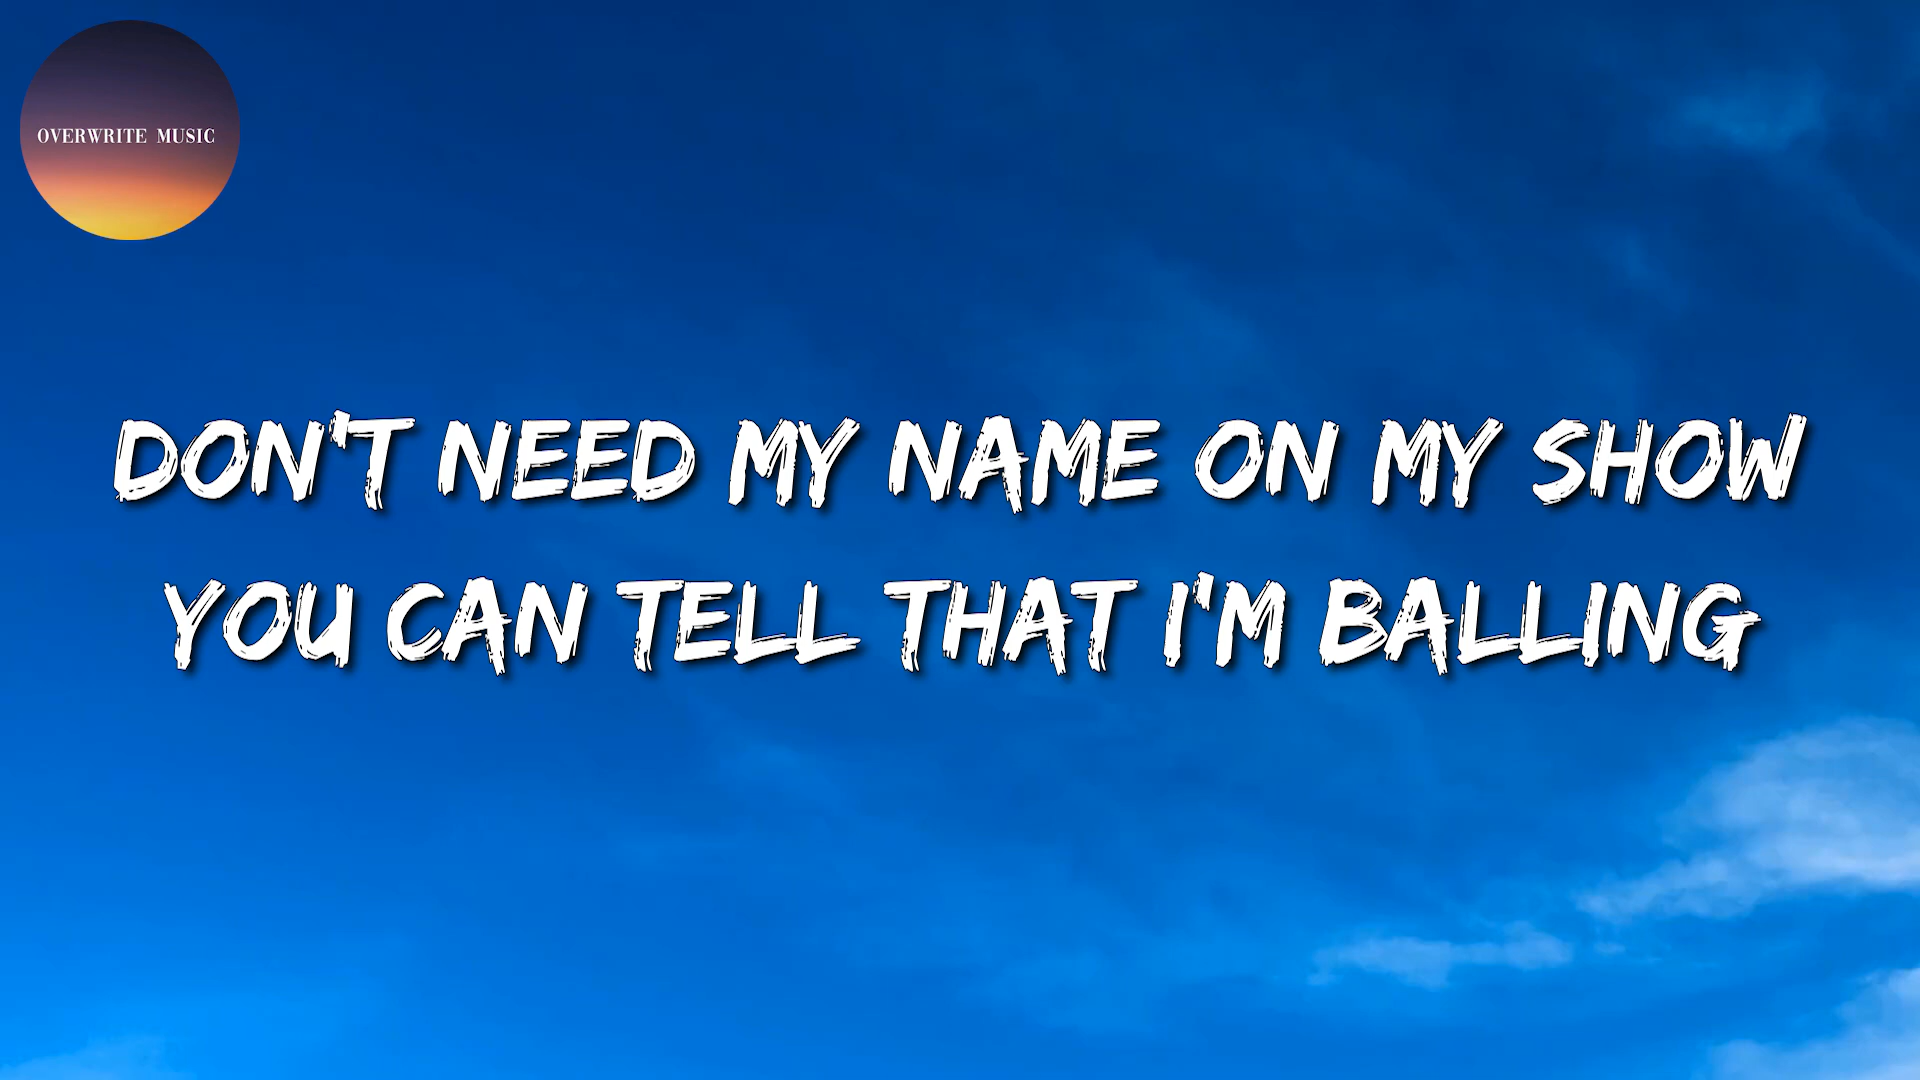 OVERWRITE MUSIC
DON'T NEED MY NAME ON MY SHOW
YOU CAN TELL THAT I'M BALLING